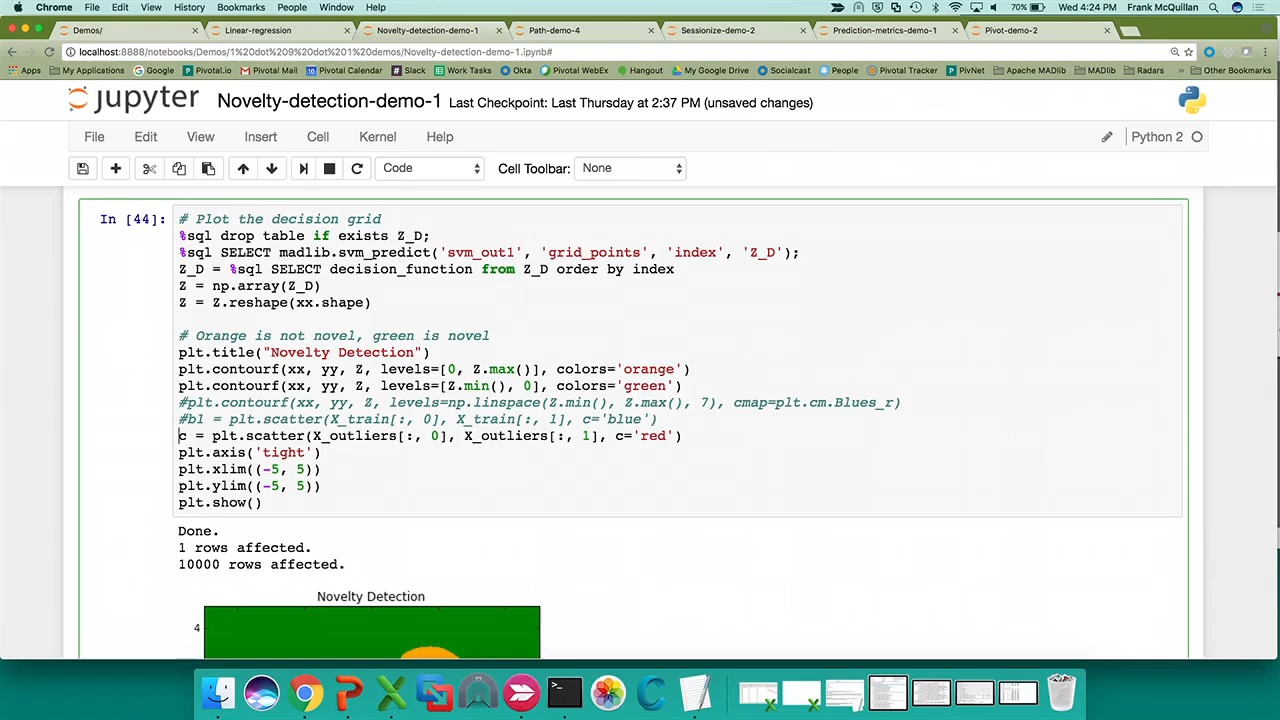 Chrome File Edit View History Bookmarks People Window Help 70% Wed 4:24 PM Frank McQuillan
Demos/ Linear-regression Novelty-detection-demo-1 Path-demo-4 Sessionize-demo-2 Prediction-metrics-demo-1 Pivot-demo-2
localhost:8888/notebooks/Demos/1%20dot%209%20dot%201%20demos/Novelty-detection-demo-1.ipynb#
Apps My Applications Google Pivotal.io Pivotal Mail Pivotal Calendar Slack Work Tasks Okta Pivotal WebEx Hangout My Google Drive Socialcast People Pivotal Tracker PivNet Apache MADlib MADlib Radars » Other Bookmarks
jupyter Novelty-detection-demo-1 Last Checkpoint: Last Thursday at 2:37 PM (unsaved changes)
File Edit View Insert Cell Kernel Help Python 2
Code Cell Toolbar: None
In [44]: # Plot the decision grid
%sql drop table if exists Z_D;
%sql SELECT madlib.svm_predict('svm_out1', 'grid_points', 'index', 'Z_D');
Z_D = %sql SELECT decision_function from Z_D order by index
Z = np.array(Z_D)
Z = Z.reshape(xx.shape)
# Orange is not novel, green is novel
plt.title("Novelty Detection")
plt.contourf(xx, yy, Z, levels=[0, Z.max()], colors='orange')
plt.contourf(xx, yy, Z, levels=[Z.min(), 0], colors='green')
#plt.contourf(xx, yy, Z, levels=np.linspace(Z.min(), Z.max(), 7), cmap=plt.cm.Blues_r)
#b1 = plt.scatter(X_train[:, 0], X_train[:, 1], c='blue')
c = plt.scatter(X_outliers[:, 0], X_outliers[:, 1], c='red')
plt.axis('tight')
plt.xlim((-5, 5))
plt.ylim((-5, 5))
plt.show()
Done.
1 rows affected.
10000 rows affected.
Novelty Detection
4